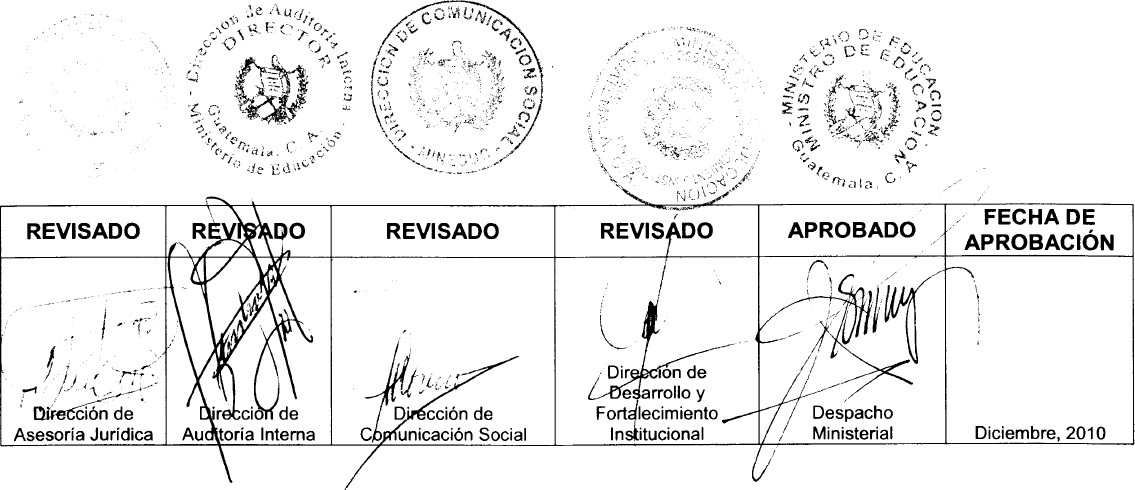 Dirección de Auditoría Interna
DIRECTOR
Guatemala, C. A.
Ministerio de Educación
DIRECCION DE COMUNICACION SOCIAL
- MINEDUC -
MINISTERIO DE EDUCACION
MINISTRO DE EDUCACION
Guatemala, C. A.
REVISADO
REVISADO
REVISADO
REVISADO
APROBADO
FECHA DE
APROBACIÓN
Dirección de
Asesoría Jurídica
Dirección de
Auditoría Interna
Dirección de
Comunicación Social
Dirección de
Desarrollo y
Fortalecimiento
Institucional
Despacho
Ministerial
Diciembre, 2010